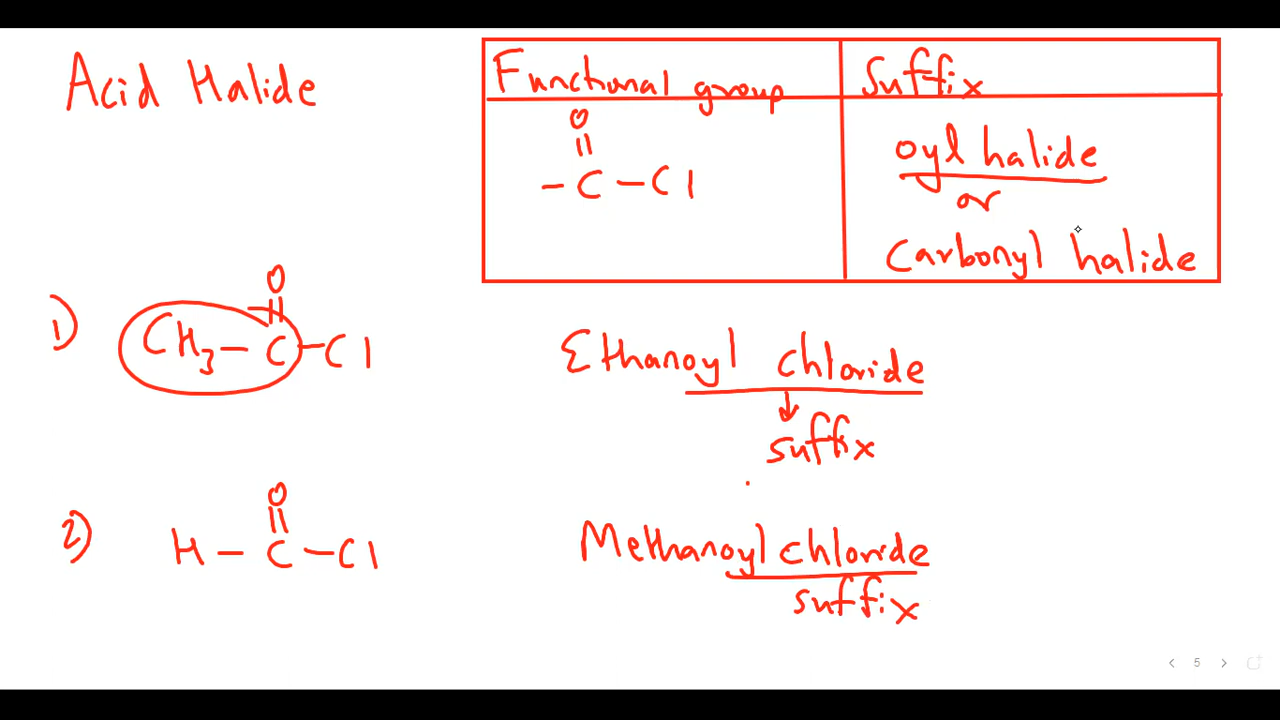 Acid Halide
Functional group
Suffix
O
||
- C - Cl
oyl halide
or
Carbonyl halide
1)
O
||
CH3 - C - Cl
Ethanoyl chloride
suffix
2)
O
||
H - C - Cl
Methanoyl chloride
suffix
5